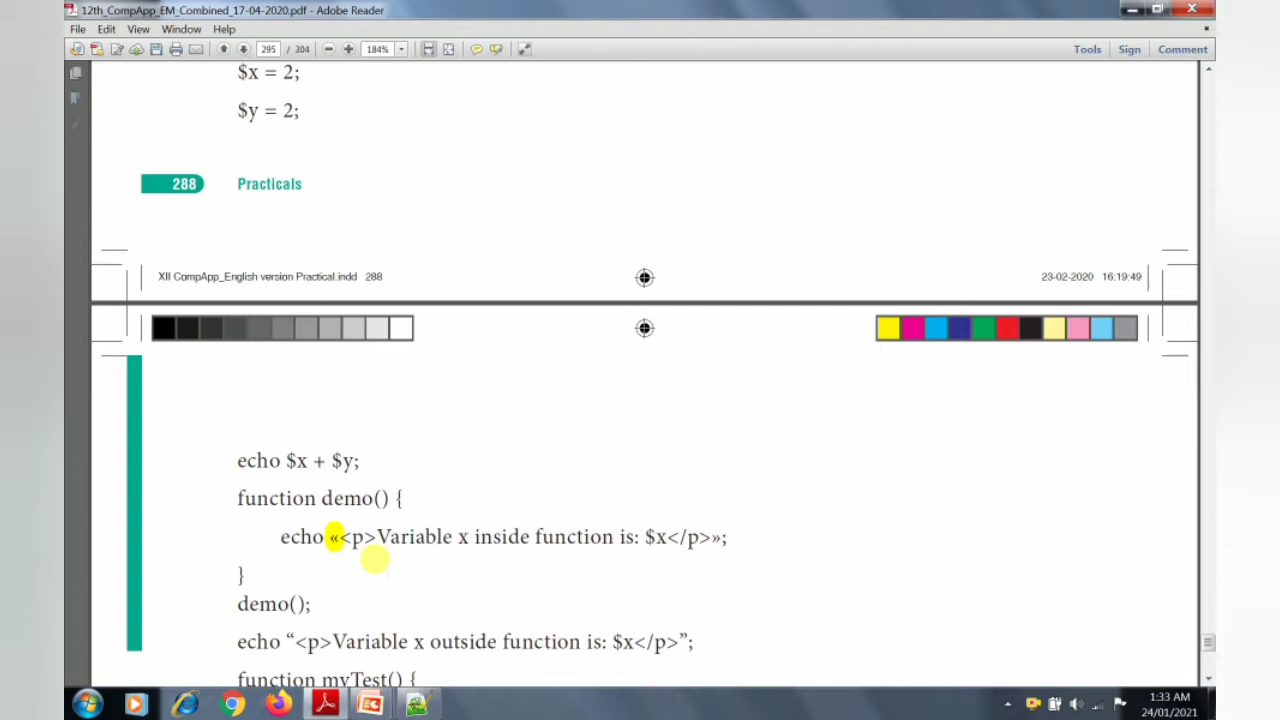 12th_CompApp_EM_Combined_17-04-2020.pdf - Adobe Reader
File Edit View Window Help
295 / 304 184% Tools Sign Comment
$x = 2;
$y = 2;
288 Practicals
XII CompApp_English version Practical.indd 288 23-02-2020 16:19:49
echo $x + $y;
function demo() {
echo «<p>Variable x inside function is: $x</p>»;
}
demo();
echo “<p>Variable x outside function is: $x</p>”;
function myTest() {
1:33 AM
24/01/2021